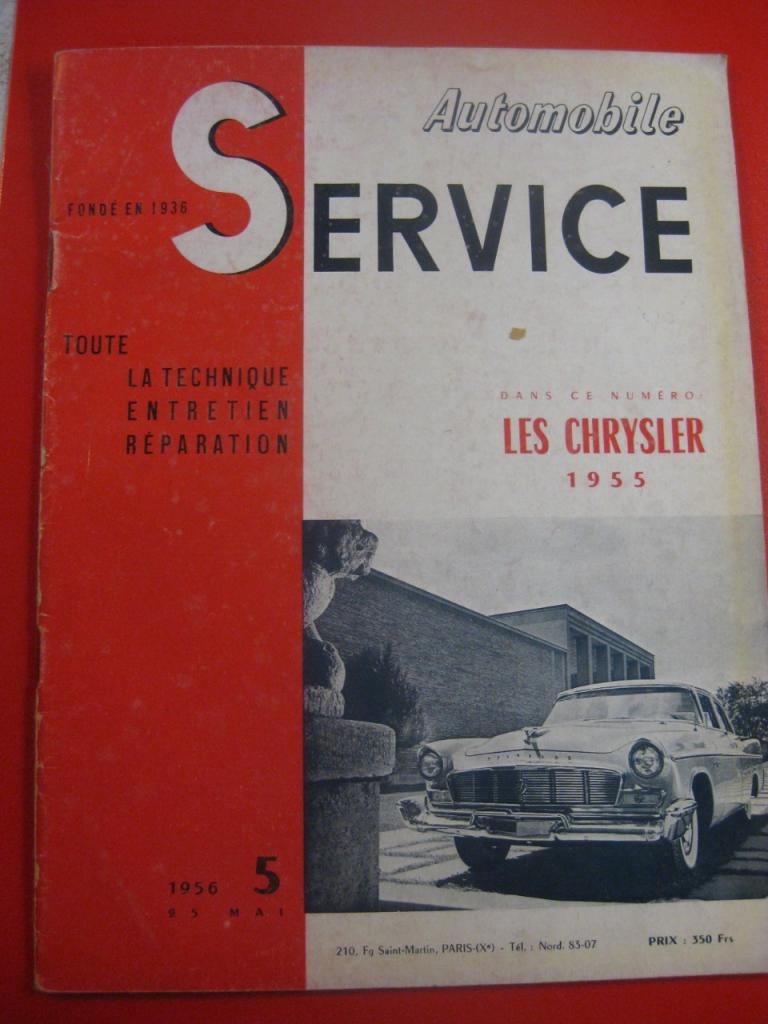 Automobile
SERVICE
FONDÉ EN 1936
TOUTE
LA TECHNIQUE
ENTRETIEN
RÉPARATION
DANS CE NUMÉRO:
LES CHRYSLER
1955
1956 5
25 MAI
210, Fg Saint-Martin, PARIS-(Xe) - Tél. : Nord. 83-07
PRIX : 350 Frs